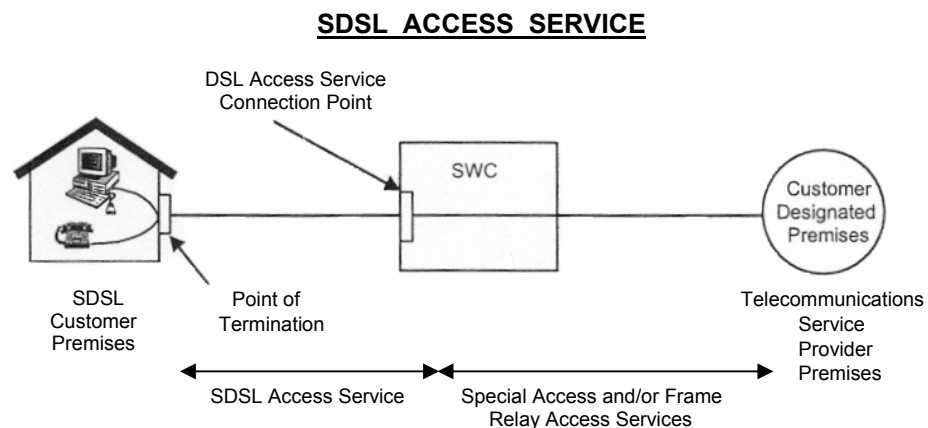 SDSL ACCESS SERVICE
DSL Access Service
Connection Point
SWC
Customer
Designated
Premises
SDSL
Customer
Premises
Point of
Termination
Telecommunications
Service
Provider
Premises
SDSL Access Service
Special Access and/or Frame
Relay Access Services